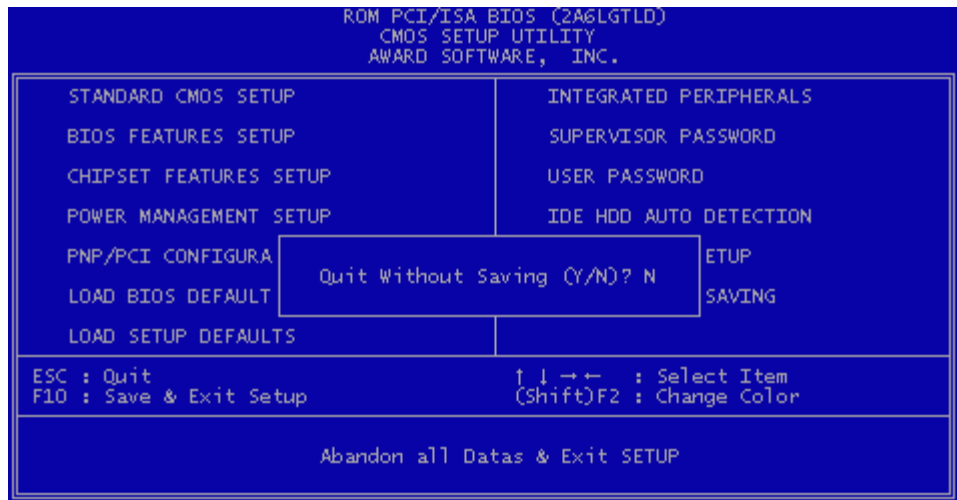 ROM PCI/ISA BIOS (2A6LGTLD)
CMOS SETUP UTILITY
AWARD SOFTWARE, INC.
STANDARD CMOS SETUP
BIOS FEATURES SETUP
CHIPSET FEATURES SETUP
POWER MANAGEMENT SETUP
PNP/PCI CONFIGURA
LOAD BIOS DEFAULT
LOAD SETUP DEFAULTS
INTEGRATED PERIPHERALS
SUPERVISOR PASSWORD
USER PASSWORD
IDE HDD AUTO DETECTION
ETUP
SAVING
Quit Without Saving (Y/N)? N
ESC : Quit
F10 : Save & Exit Setup
↑ ↓ → ← : Select Item
(Shift)F2 : Change Color
Abandon all Datas & Exit SETUP